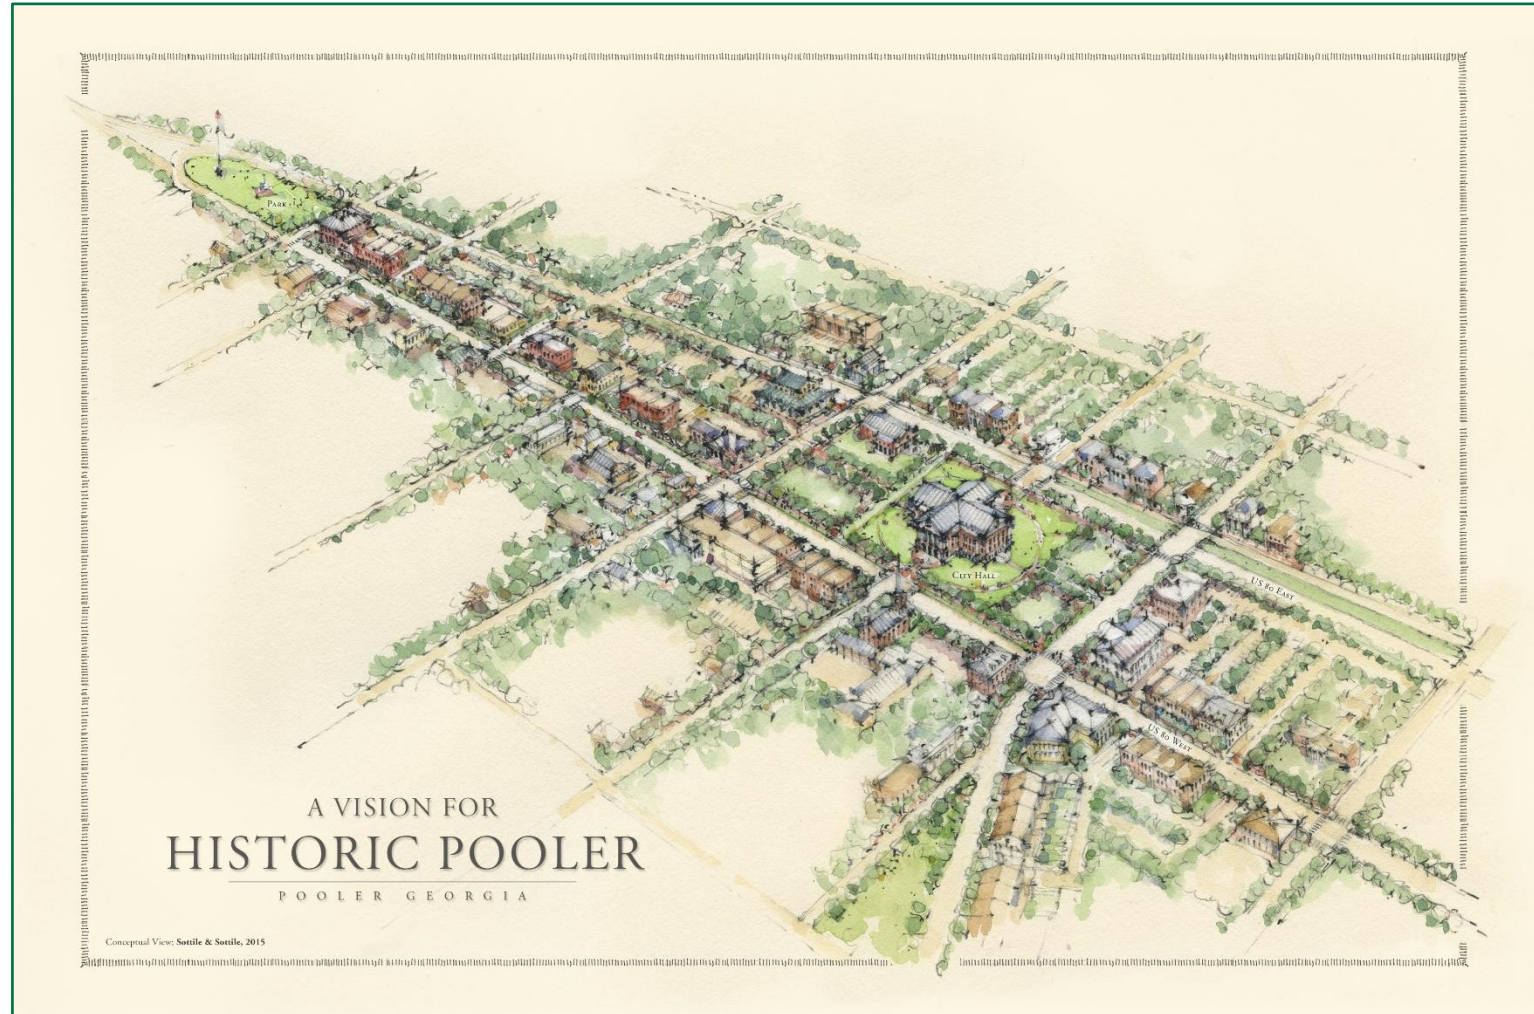 PARK
CITY HALL
US 80 EAST
US 80 WEST
A VISION FOR
HISTORIC POOLER
POOLER GEORGIA
Conceptual View: Sottile & Sottile, 2015